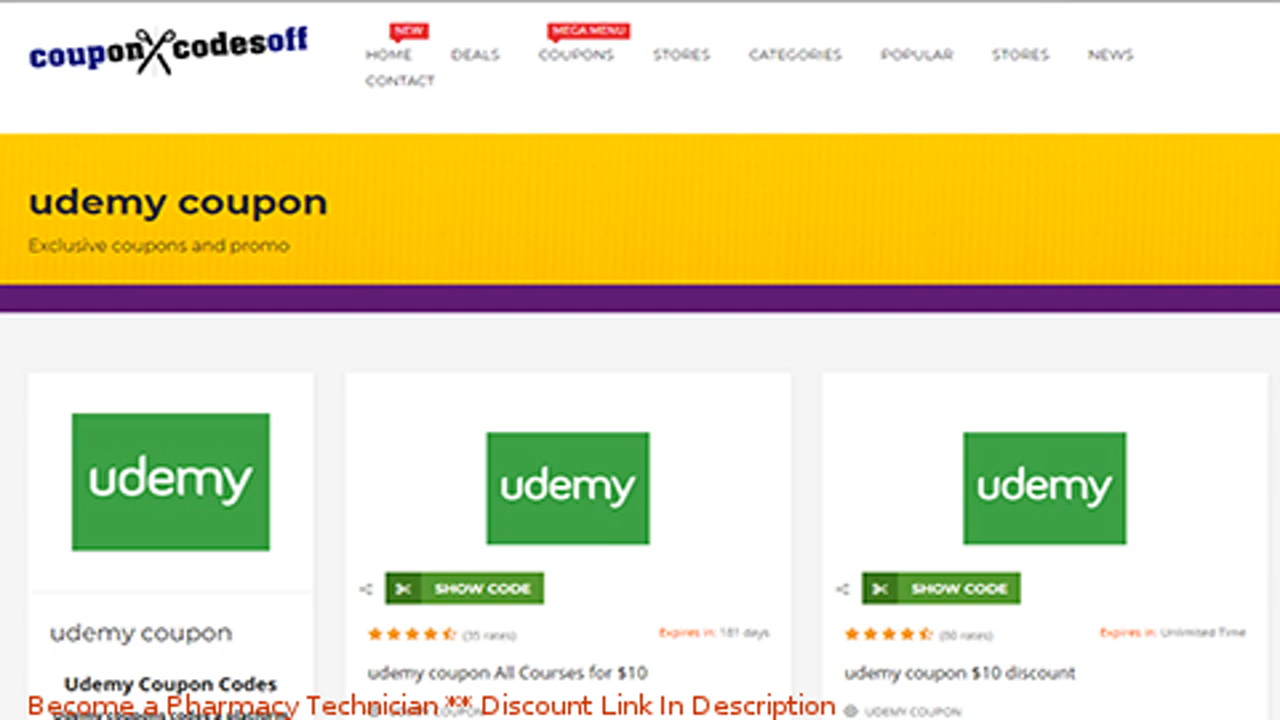 couponcodesoff
NEW
MEGA MENU
HOME DEALS COUPONS STORES CATEGORIES POPULAR STORES NEWS
CONTACT
udemy coupon
Exclusive coupons and promo
udemy
udemy
udemy
SHOW CODE
SHOW CODE
(35 rates) Expires in: 181 days
Expires in: Unlimited Time
udemy coupon
udemy coupon All Courses for $10
udemy coupon $10 discount
Udemy Coupon Codes
Become a Pharmacy Technician ** Discount Link In Description
UDEMY COUPON